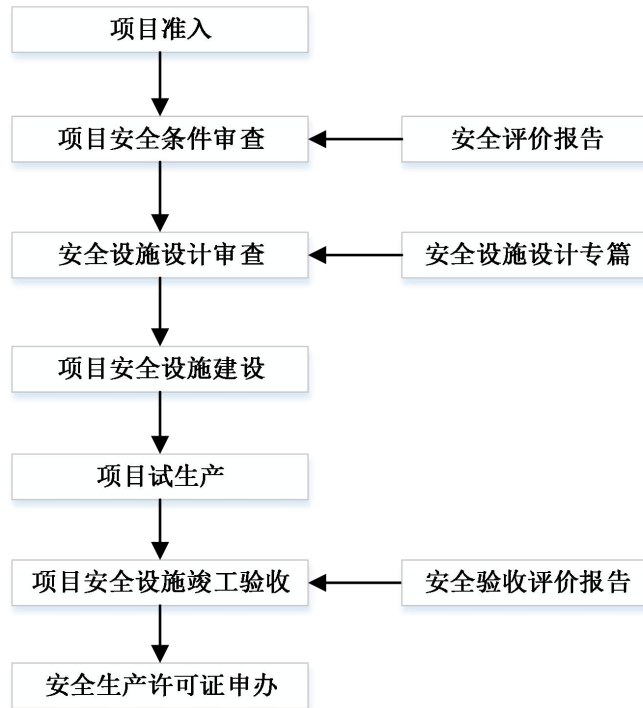 项目准入
项目安全条件审查
安全评价报告
安全设施设计审查
安全设施设计专篇
项目安全设施建设
项目试生产
项目安全设施竣工验收
安全验收评价报告
安全生产许可证申办